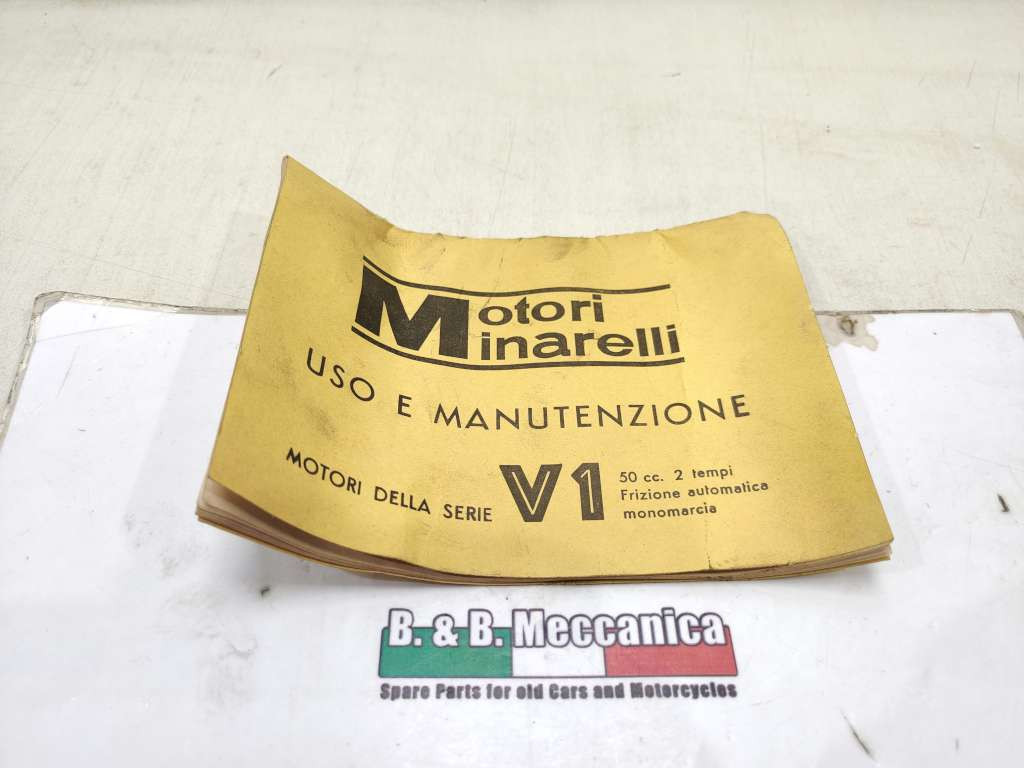 Motori
Minarelli
USO E MANUTENZIONE
MOTORI DELLA SERIE V1
50 cc. 2 tempi
Frizione automatica
monomarcia
B. & B. Meccanica
Spare Parts for old Cars and Motorcycles